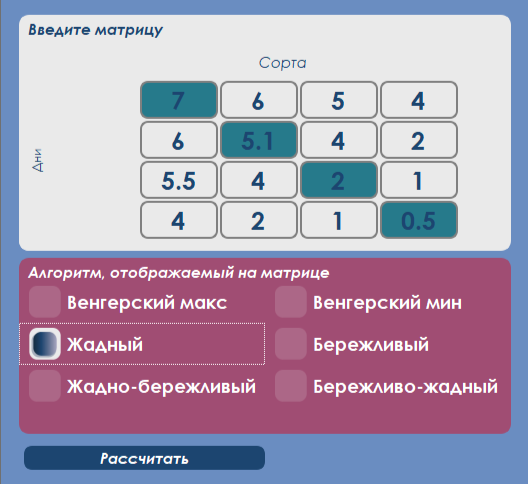 Введите матрицу
Сорта
7 6 5 4
6 5.1 4 2
Дни
5.5 4 2 1
4 2 1 0.5
Алгоритм, отображаемый на матрице
Венгерский макс Венгерский мин
Жадный Бережливый
Жадно-бережливый Бережливо-жадный
Рассчитать